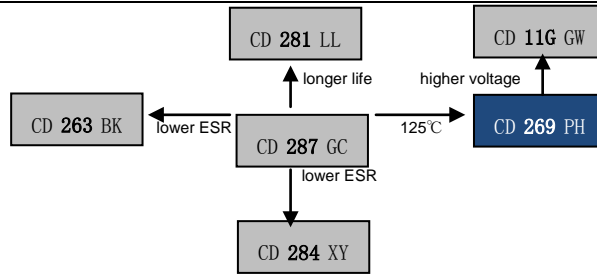 CD 281 LL
CD 11G GW
longer life
higher voltage
CD 263 BK
lower ESR
CD 287 GC
125℃
CD 269 PH
lower ESR
CD 284 XY